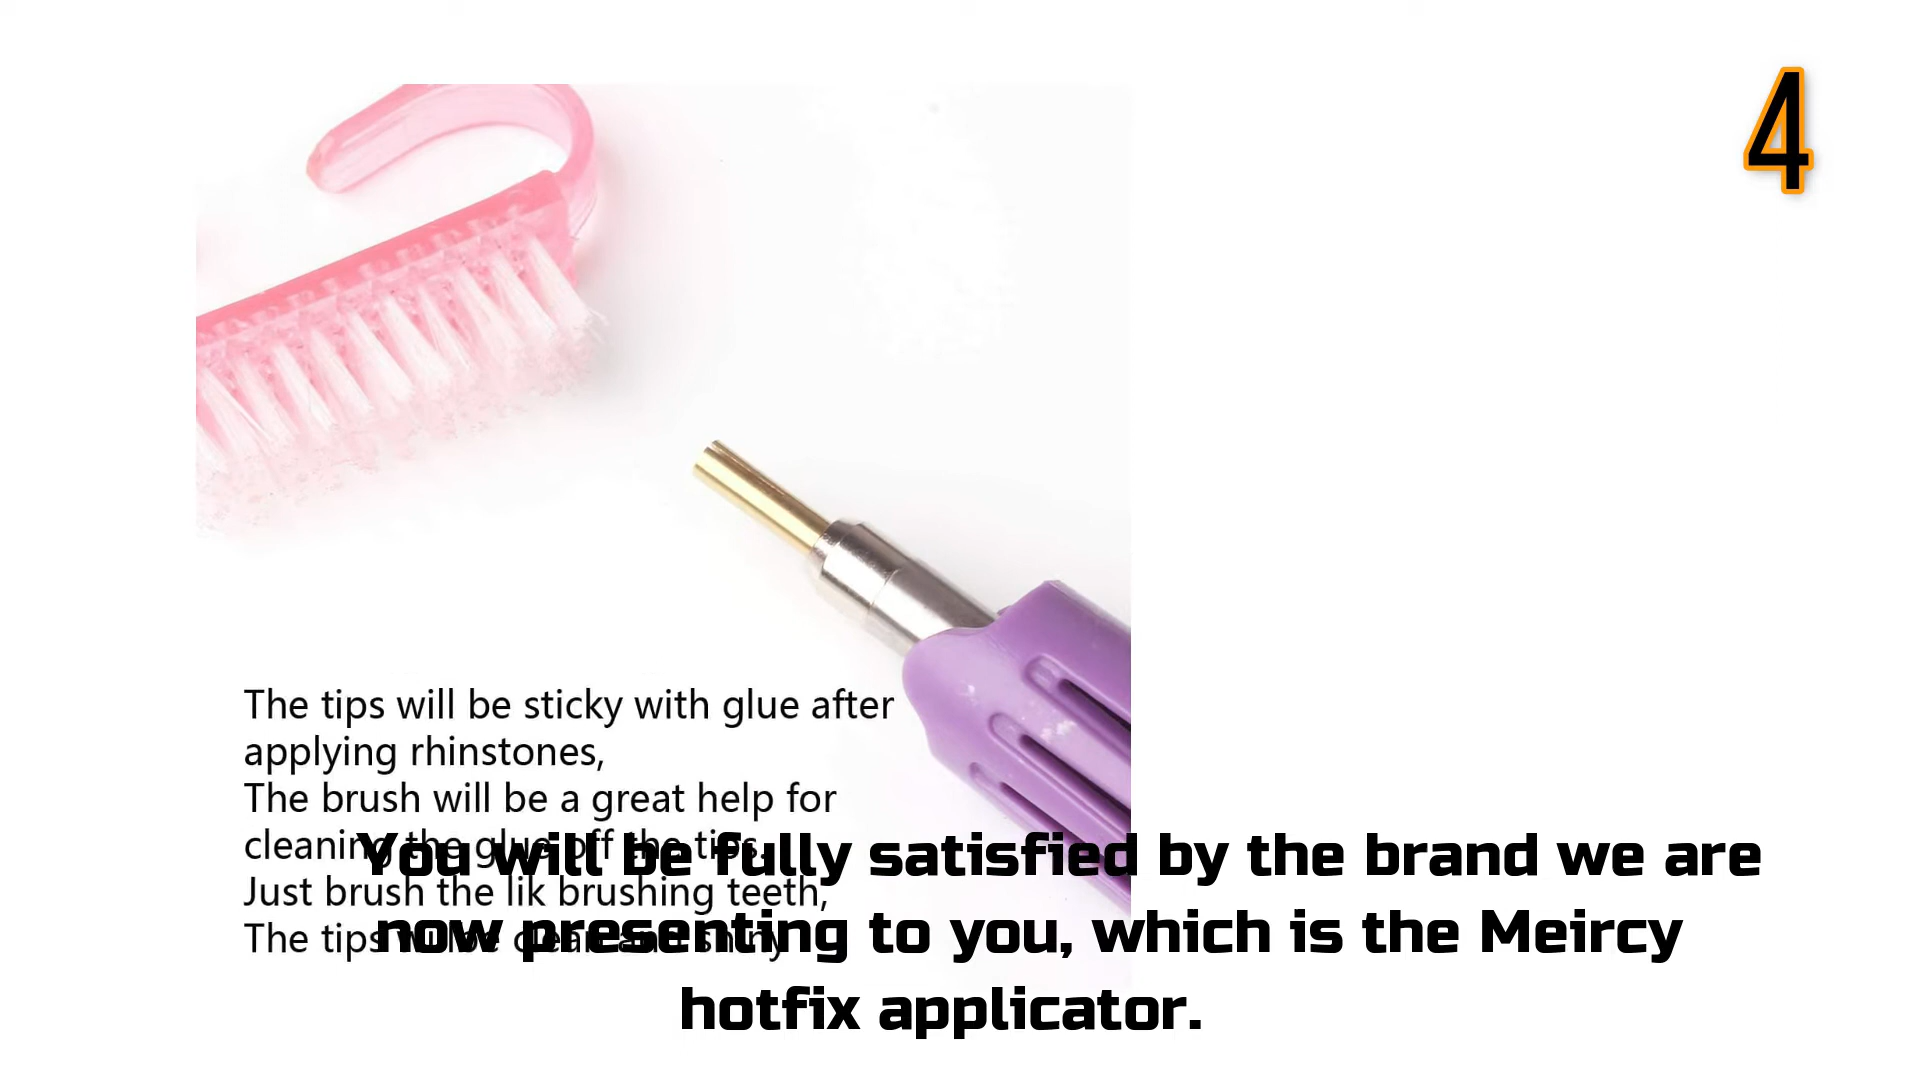 4
The tips will be sticky with glue after
applying rhinstones,
The brush will be a great help for
cleaning the glue off the tips.
Just brush the lik brushing teeth,
The tips will be clean and shiny
You will be fully satisfied by the brand we are
now presenting to you, which is the Meircy
hotfix applicator.